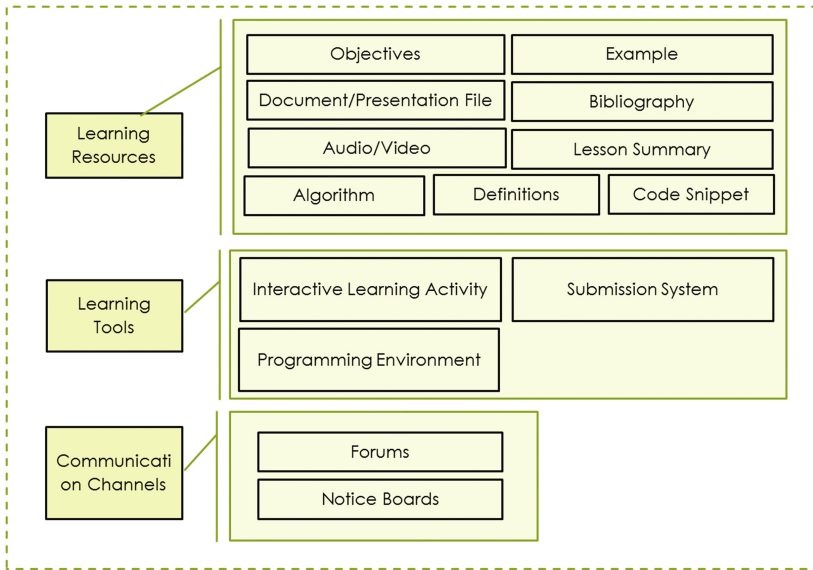 Learning
Resources
Objectives
Example
Document/Presentation File
Bibliography
Audio/Video
Lesson Summary
Algorithm
Definitions
Code Snippet
Learning
Tools
Interactive Learning Activity
Submission System
Programming Environment
Communicati
on Channels
Forums
Notice Boards